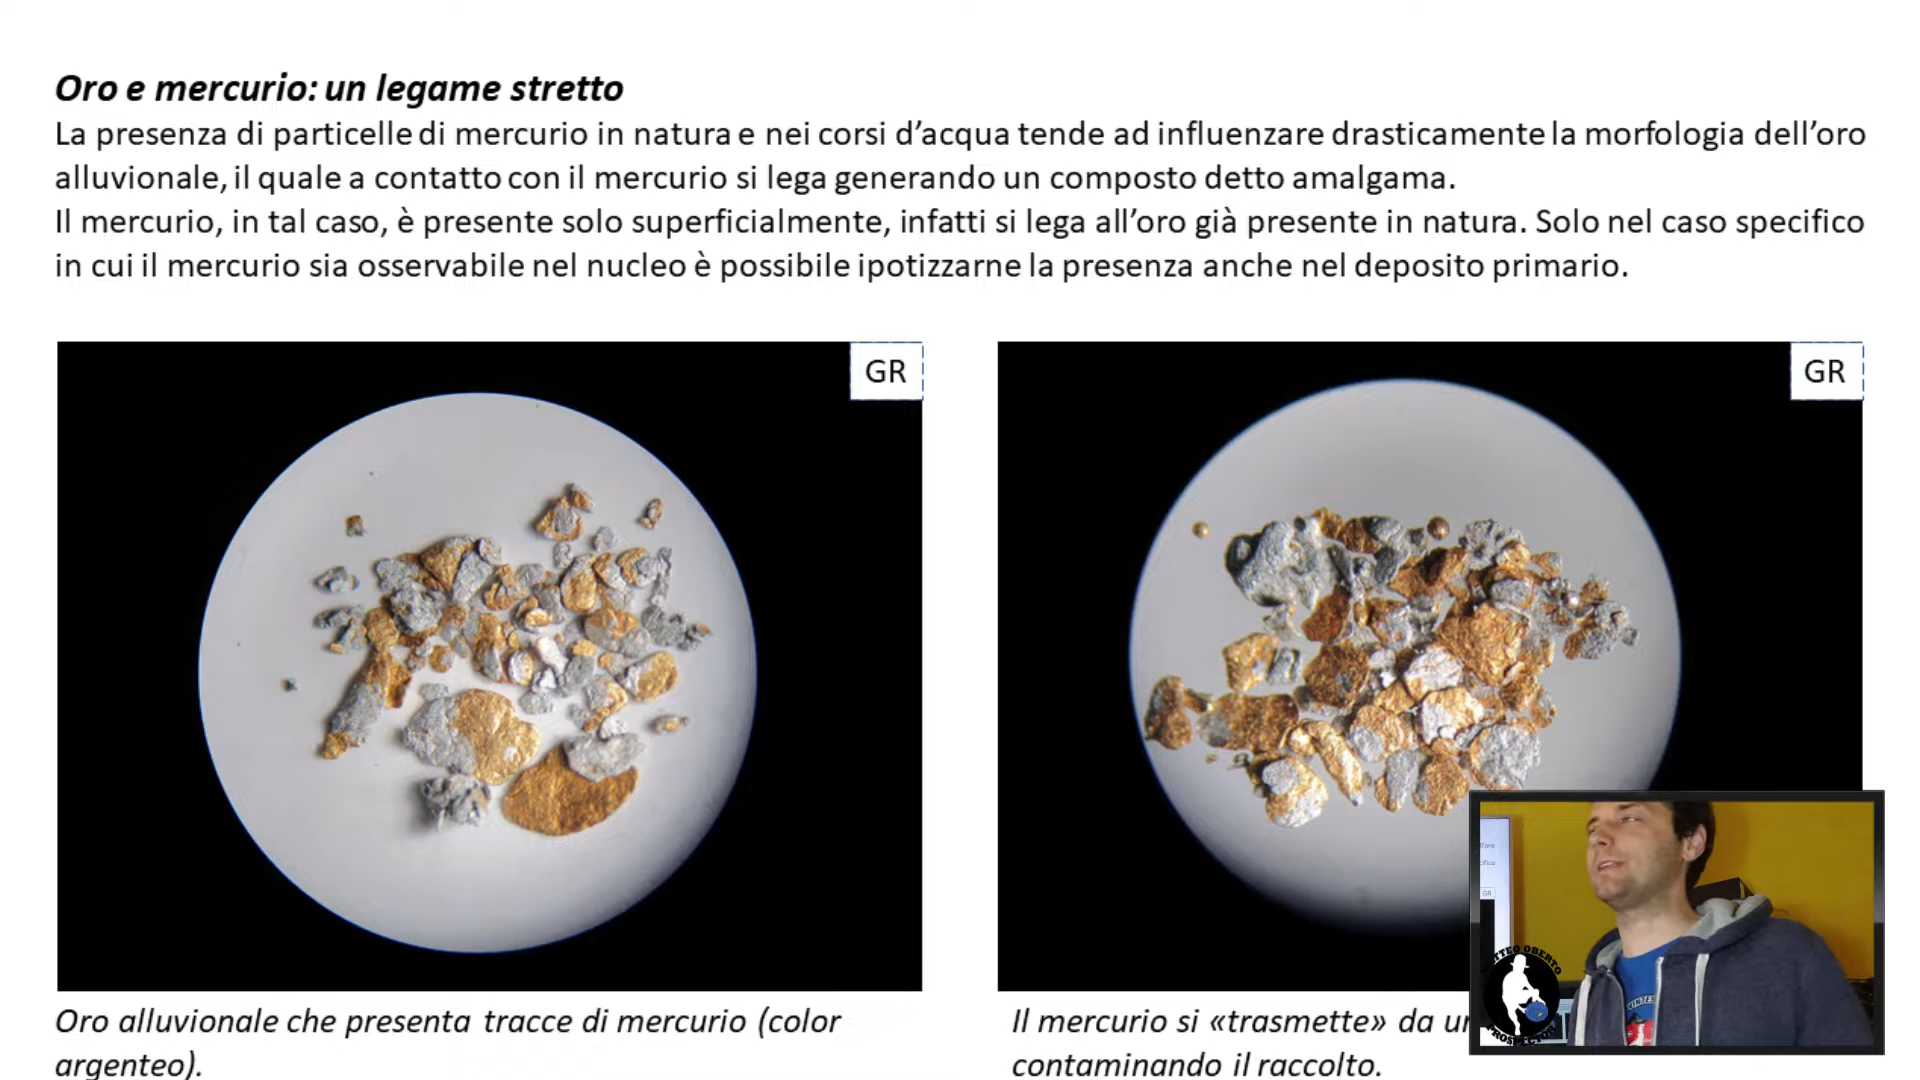 Oro e mercurio: un legame stretto
La presenza di particelle di mercurio in natura e nei corsi d'acqua tende ad influenzare drasticamente la morfologia dell'oro
alluvionale, il quale a contatto con il mercurio si lega generando un composto detto amalgama.
Il mercurio, in tal caso, è presente solo superficialmente, infatti si lega all'oro già presente in natura. Solo nel caso specifico
in cui il mercurio sia osservabile nel nucleo è possibile ipotizzarne la presenza anche nel deposito primario.
GR
GR
Oro alluvionale che presenta tracce di mercurio (color
argenteo).
Il mercurio si «trasmette» da
contaminando il raccolto.
OBERTO
PROSPECTOR
GR